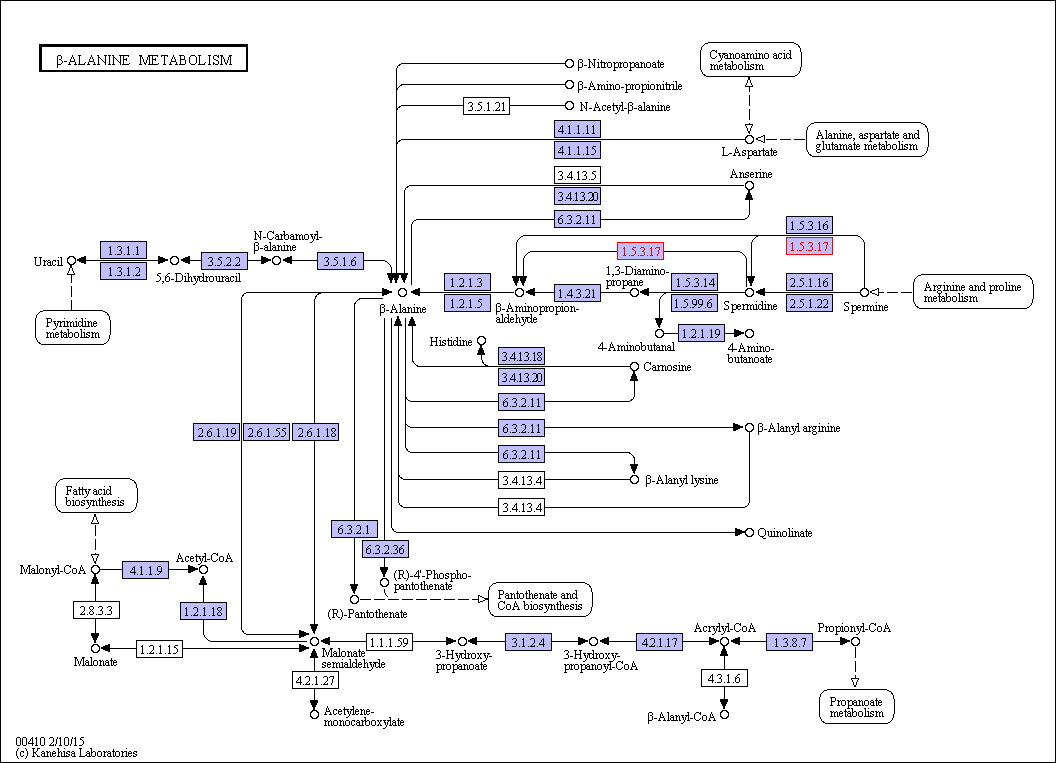 β-ALANINE METABOLISM
β-Nitropropanoate
β-Amino-propionitrile
3.5.1.21
N-Acetyl-β-alanine
Cyanoamino acid
metabolism
4.1.1.11
4.1.1.15
L-Aspartate
Alanine, aspartate and
glutamate metabolism
3.4.13.5
3.4.13.20
Anserine
6.3.2.11
1.5.3.16
1.5.3.17
1.5.3.17
Uracil
1.3.1.1
1.3.1.2
5,6-Dihydrouracil
3.5.2.2
N-Carbamoyl-
β-alanine
3.5.1.6
β-Alanine
1.2.1.3
1.2.1.5
β-Aminopropion-
aldehyde
1.4.3.21
1,3-Diamino-
propane
1.5.3.14
1.5.99.6
Spermidine
2.5.1.16
2.5.1.22
Spermine
Arginine and proline
metabolism
Pyrimidine
metabolism
4-Aminobutanal
1.2.1.19
4-Amino-
butanoate
Histidine
3.4.13.18
3.4.13.20
Carnosine
6.3.2.11
2.6.1.19
2.6.1.55
2.6.1.18
6.3.2.11
β-Alanyl arginine
6.3.2.11
3.4.13.4
β-Alanyl lysine
3.4.13.4
Fatty acid
biosynthesis
6.3.2.1
6.3.2.36
Quinolinate
Malonyl-CoA
4.1.1.9
Acetyl-CoA
(R)-4'-Phospho-
pantothenate
2.8.3.3
1.2.1.18
(R)-Pantothenate
Pantothenate and
CoA biosynthesis
Malonate
1.2.1.15
Malonate
semialdehyde
1.1.1.59
3-Hydroxy-
propanoate
3.1.2.4
3-Hydroxy-
propanoyl-CoA
4.2.1.17
Acrylyl-CoA
1.3.8.7
Propionyl-CoA
4.2.1.27
Acetylene-
monocarboxylate
4.3.1.6
β-Alanyl-CoA
Propanoate
metabolism
00410 2/10/15
(c) Kanehisa Laboratories